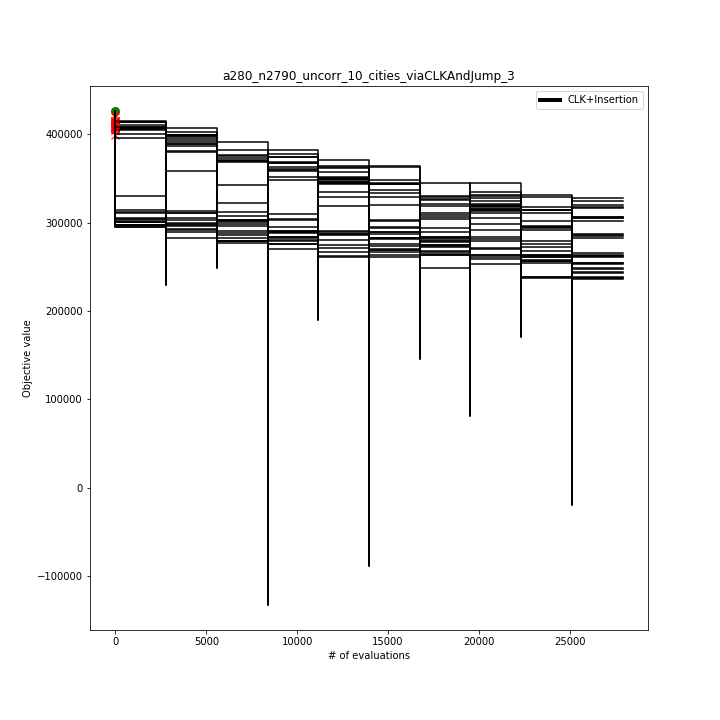 a280_n2790_uncorr_10_cities_viaCLKAndJump_3
CLK+Insertion
400000
300000
200000
100000
0
−100000
Objective value
0 5000 10000 15000 20000 25000
# of evaluations